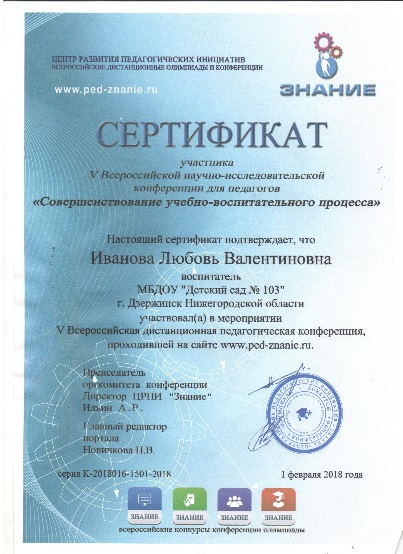 ЦЕНТР РАЗВИТИЯ ПЕДАГОГИЧЕСКИХ ИНИЦИАТИВ
ВСЕРОССИЙСКИЕ ДИСТАНЦИОННЫЕ ОЛИМПИАДЫ И КОНФЕРЕНЦИИ
www.ped-znanie.ru
ЗНАНИЕ
СЕРТИФИКАТ
участника
V Всероссийской научно-исследовательской
конференции для педагогов
«Совершенствование учебно-воспитательного процесса»
Настоящий сертификат подтверждает, что
Иванова Любовь Валентиновна
воспитатель
МБДОУ "Детский сад № 103"
г. Дзержинск Нижегородской области
участвовал(а) в мероприятии
V Всероссийская дистанционная педагогическая конференция,
проходившей на сайте www.ped-znanie.ru.
Председатель
оргкомитета конференции
Директор ЦРПИ "Знание"
Ильин А.Р.
Главный редактор
портала
Новичкова Н.В.
серия К-2018016-1501-2018
1 февраля 2018 года
ЗНАНИЕ ЗНАНИЕ ЗНАНИЕ ЗНАНИЕ
всероссийские конкурсы конференции олимпиады